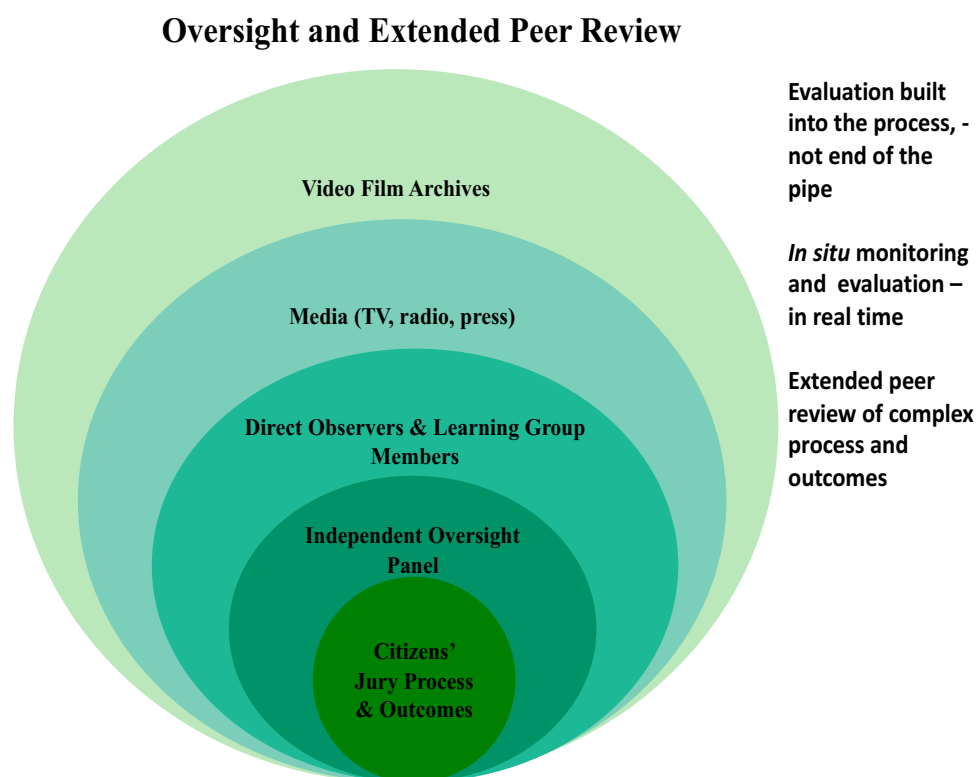 Oversight and Extended Peer Review
Video Film Archives
Media (TV, radio, press)
Direct Observers & Learning Group
Members
Independent Oversight
Panel
Citizens’
Jury Process
& Outcomes
Evaluation built
into the process, -
not end of the
pipe
In situ monitoring
and evaluation –
in real time
Extended peer
review of complex
process and
outcomes